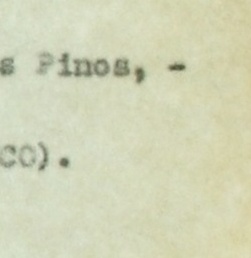 s Pinos, -
CO).